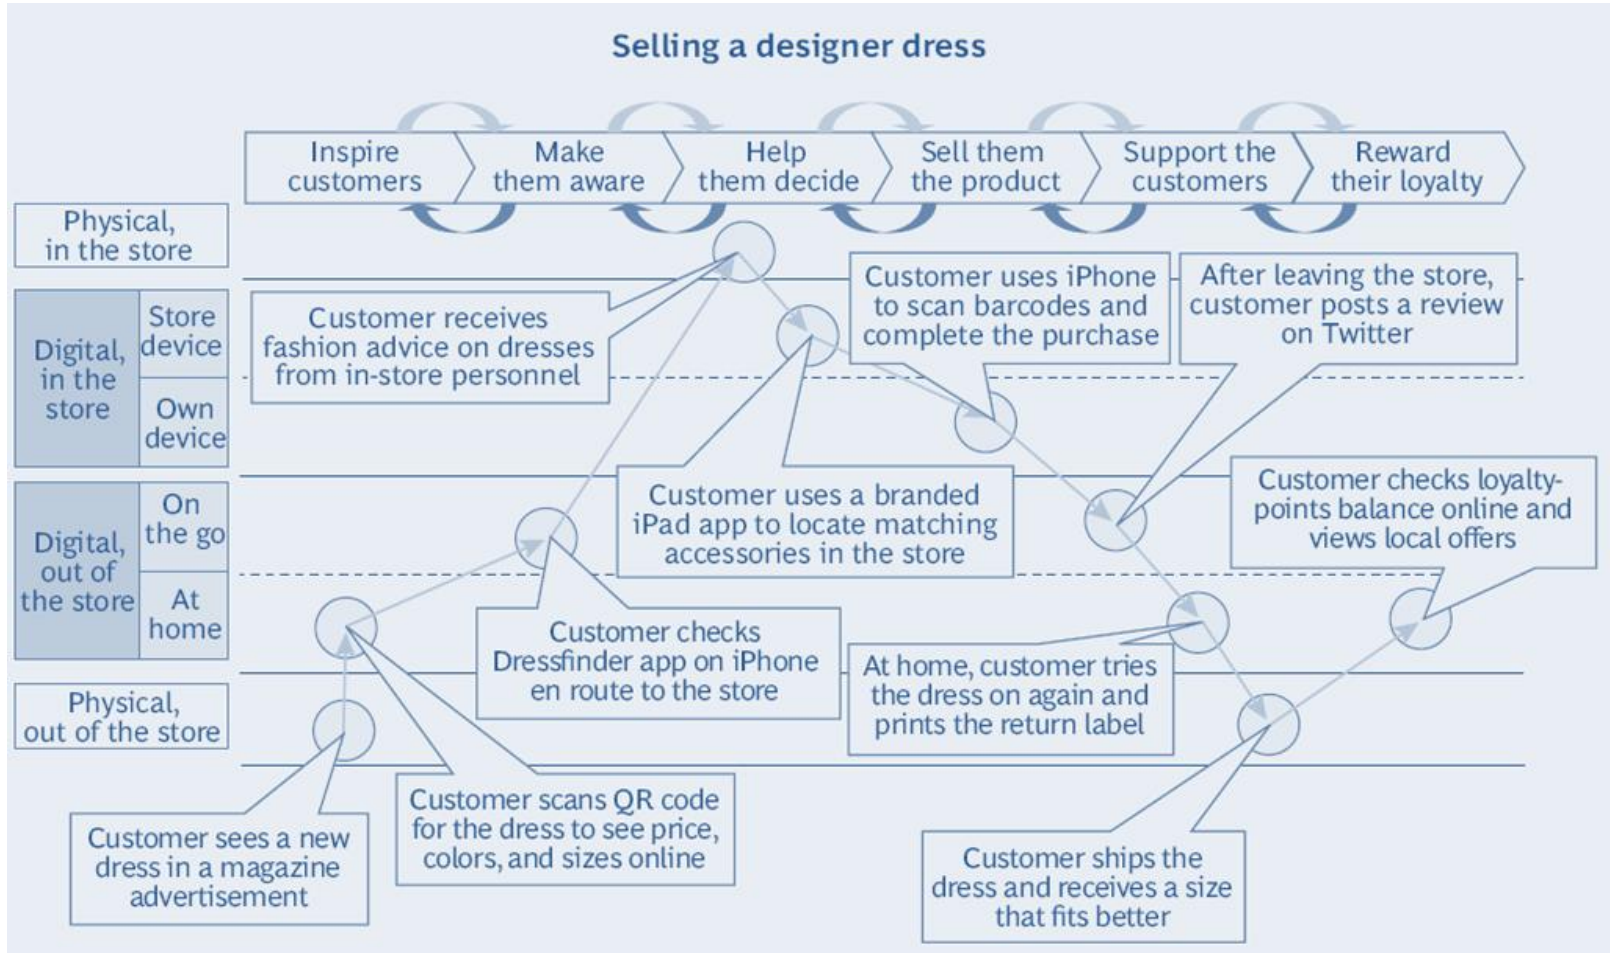 Selling a designer dress
Inspire
customers
Make
them aware
Help
them decide
Sell them
the product
Support the
customers
Reward
their loyalty
Physical,
in the store
Digital,
in the
store
Store
device
Own
device
Digital,
out of
the store
On
the go
At
home
Physical,
out of the store
Customer receives
fashion advice on dresses
from in-store personnel
Customer uses iPhone
to scan barcodes and
complete the purchase
After leaving the store,
customer posts a review
on Twitter
Customer uses a branded
iPad app to locate matching
accessories in the store
Customer checks loyalty-
points balance online and
views local offers
Customer checks
Dressfinder app on iPhone
en route to the store
At home, customer tries
the dress on again and
prints the return label
Customer sees a new
dress in a magazine
advertisement
Customer scans QR code
for the dress to see price,
colors, and sizes online
Customer ships the
dress and receives a size
that fits better